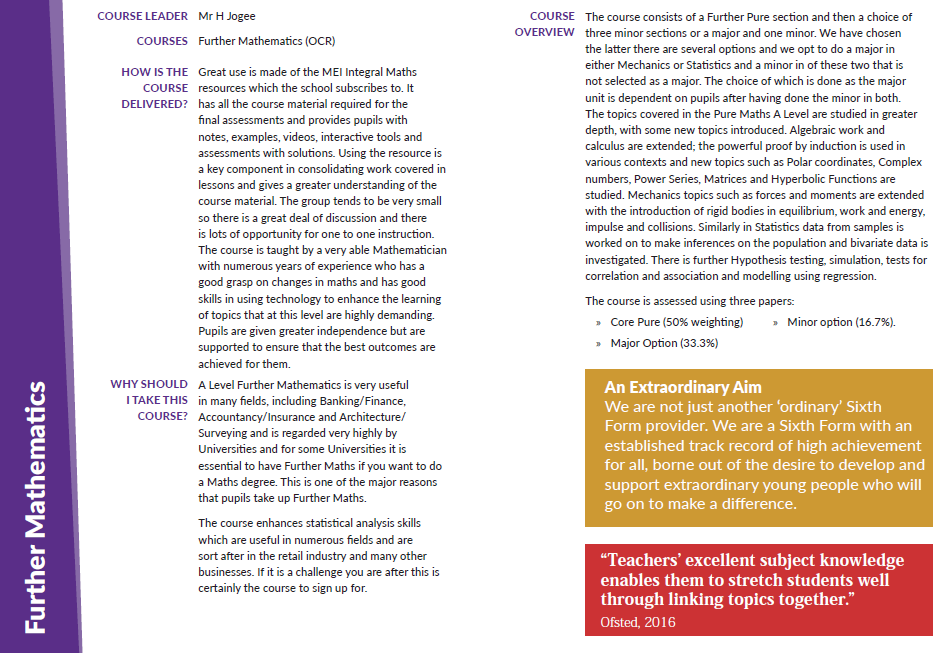 Further Mathematics
COURSE LEADER Mr H Jogee
COURSES Further Mathematics (OCR)
HOW IS THE COURSE DELIVERED?
Great use is made of the MEI Integral Maths
resources which the school subscribes to. It
has all the course material required for the
final assessments and provides pupils with
notes, examples, videos, interactive tools and
assessments with solutions. Using the resource is
a key component in consolidating work covered in
lessons and gives a greater understanding of the
course material. The group tends to be very small
so there is a great deal of discussion and there
is lots of opportunity for one to one instruction.
The course is taught by a very able Mathematician
with numerous years of experience who has a
good grasp on changes in maths and has good
skills in using technology to enhance the learning
of topics that at this level are highly demanding.
Pupils are given greater independence but are
supported to ensure that the best outcomes are
achieved for them.
WHY SHOULD
I TAKE THIS
COURSE?
A Level Further Mathematics is very useful
in many fields, including Banking/Finance,
Accountancy/Insurance and Architecture/
Surveying and is regarded very highly by
Universities and for some Universities it is
essential to have Further Maths if you want to do
a Maths degree. This is one of the major reasons
that pupils take up Further Maths.
The course enhances statistical analysis skills
which are useful in numerous fields and are
sort after in the retail industry and many other
businesses. If it is a challenge you are after this is
certainly the course to sign up for.
COURSE
OVERVIEW
The course consists of a Further Pure section and then a choice of
three minor sections or a major and one minor. We have chosen
the latter there are several options and we opt to do a major in
either Mechanics or Statistics and a minor in of these two that is
not selected as a major. The choice of which is done as the major
unit is dependent on pupils after having done the minor in both.
The topics covered in the Pure Maths A Level are studied in greater
depth, with some new topics introduced. Algebraic work and
calculus are extended; the powerful proof by induction is used in
various contexts and new topics such as Polar coordinates, Complex
numbers, Power Series, Matrices and Hyperbolic Functions are
studied. Mechanics topics such as forces and moments are extended
with the introduction of rigid bodies in equilibrium, work and energy,
impulse and collisions. Similarly in Statistics data from samples is
worked on to make inferences on the population and bivariate data is
investigated. There is further Hypothesis testing, simulation, tests for
correlation and association and modelling using regression.
The course is assessed using three papers:
» Core Pure (50% weighting)
» Major Option (33.3%)
» Minor option (16.7%).
An Extraordinary Aim
We are not just another ‘ordinary’ Sixth
Form provider. We are a Sixth Form with an
established track record of high achievement
for all, borne out of the desire to develop and
support extraordinary young people who will
go on to make a difference.
“Teachers’ excellent subject knowledge
enables them to stretch students well
through linking topics together.”
Ofsted, 2016